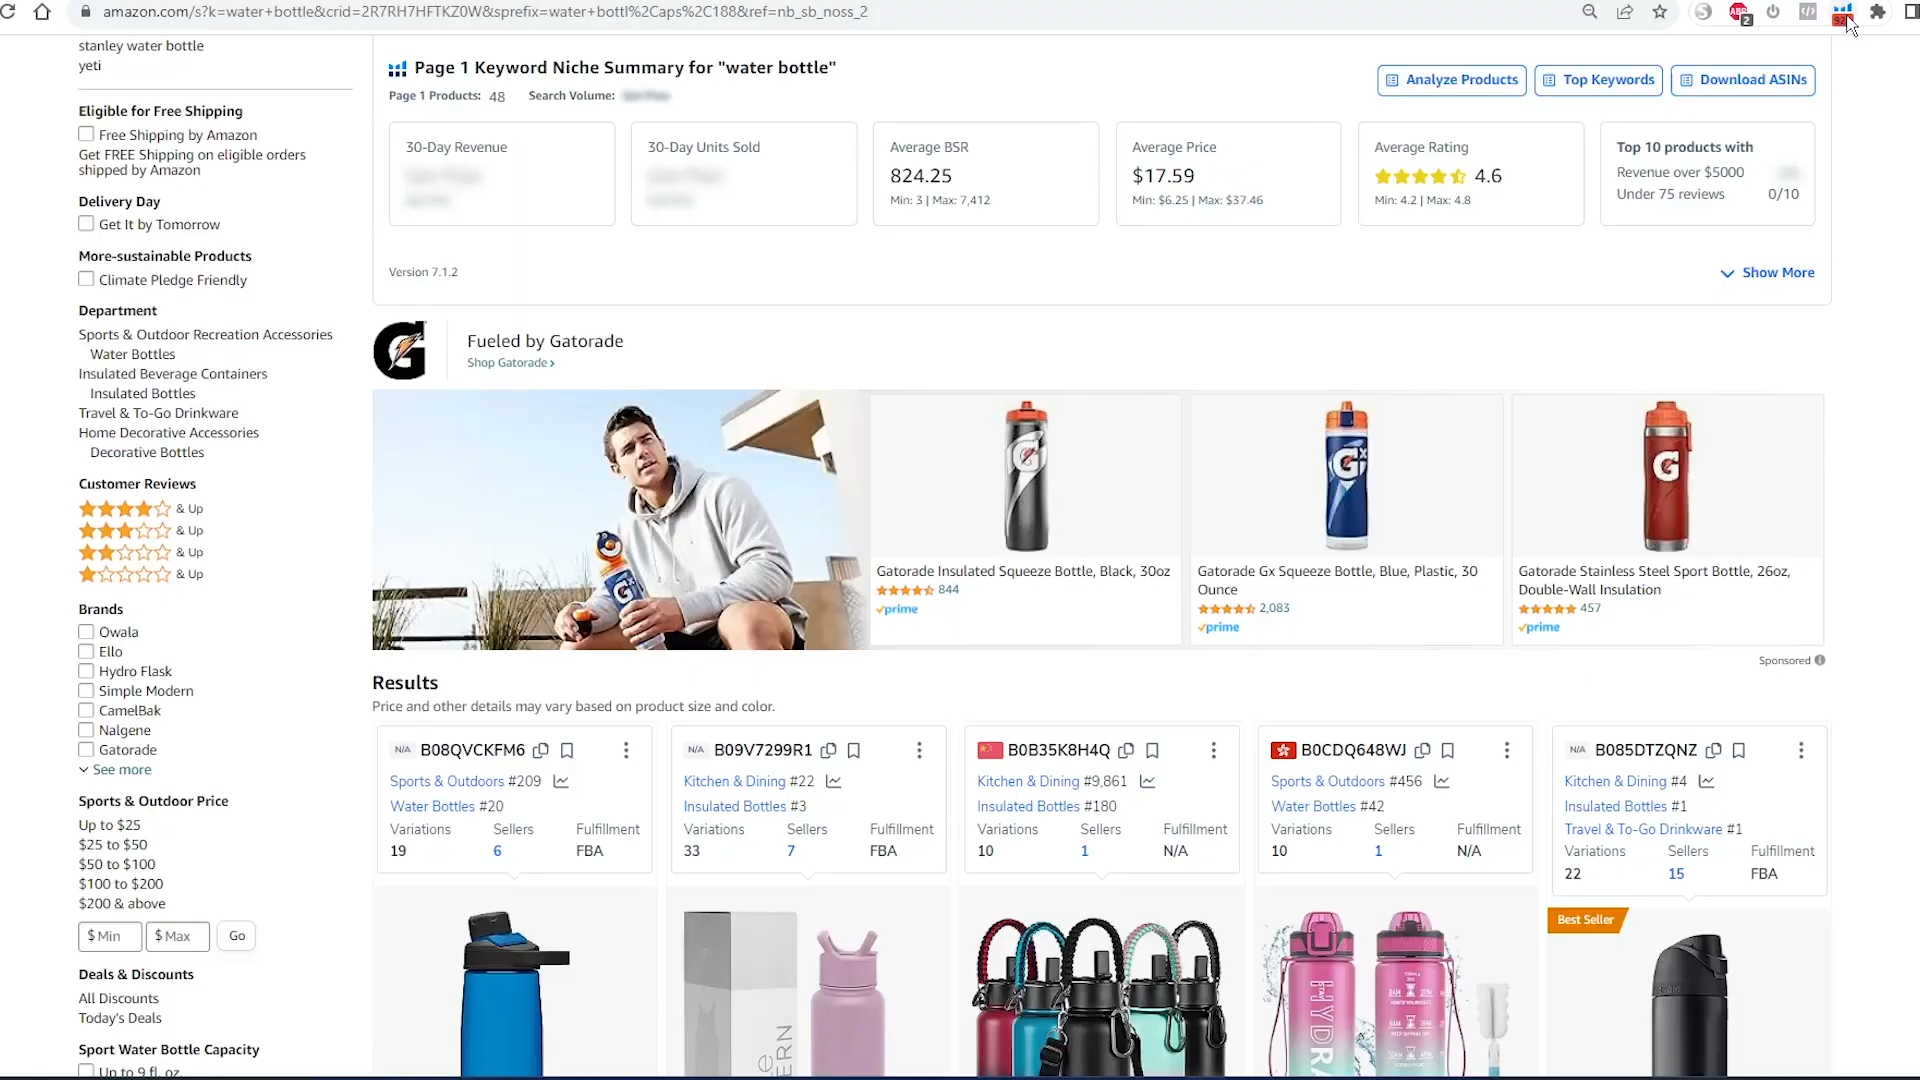 amazon.com/s?k=water+bottle&crid=2R7RH7HFTKZ0W&sprefix=water+bottl%2Caps%2C188&ref=nb_sb_noss_2
ABP
2
92
stanley water bottle
yeti
Eligible for Free Shipping
Free Shipping by Amazon
Get FREE Shipping on eligible orders
shipped by Amazon
Delivery Day
Get It by Tomorrow
More-sustainable Products
Climate Pledge Friendly
Department
Sports & Outdoor Recreation Accessories
Water Bottles
Insulated Beverage Containers
Insulated Bottles
Travel & To-Go Drinkware
Home Decorative Accessories
Decorative Bottles
Customer Reviews
& Up
& Up
& Up
& Up
Brands
Owala
Ello
Hydro Flask
Simple Modern
CamelBak
Nalgene
Gatorade
See more
Sports & Outdoor Price
Up to $25
$25 to $50
$50 to $100
$100 to $200
$200 & above
$ Min $ Max Go
Deals & Discounts
All Discounts
Today's Deals
Sport Water Bottle Capacity
Up to 9 fl. oz.
Page 1 Keyword Niche Summary for "water bottle"
Page 1 Products: 48 Search Volume:
Analyze Products Top Keywords Download ASINs
30-Day Revenue
30-Day Units Sold
Average BSR
824.25
Min: 3 | Max: 7,412
Average Price
$17.59
Min: $6.25 | Max: $37.46
Average Rating
4.6
Min: 4.2 | Max: 4.8
Top 10 products with
Revenue over $5000
Under 75 reviews 0/10
Version 7.1.2
Show More
G
Fueled by Gatorade
Shop Gatorade ›
Gatorade Insulated Squeeze Bottle, Black, 30oz
844
prime
Gatorade Gx Squeeze Bottle, Blue, Plastic, 30
Ounce
2,083
prime
Gatorade Stainless Steel Sport Bottle, 26oz,
Double-Wall Insulation
457
prime
Sponsored
Results
Price and other details may vary based on product size and color.
N/A B08QVCKFM6
Sports & Outdoors #209
Water Bottles #20
Variations Sellers Fulfillment
19 6 FBA
N/A B09V7299R1
Kitchen & Dining #22
Insulated Bottles #3
Variations Sellers Fulfillment
33 7 FBA
B0B35K8H4Q
Kitchen & Dining #9,861
Insulated Bottles #180
Variations Sellers Fulfillment
10 1 N/A
B0CDQ648WJ
Sports & Outdoors #456
Water Bottles #42
Variations Sellers Fulfillment
10 1 N/A
N/A B085DTZQNZ
Kitchen & Dining #4
Insulated Bottles #1
Travel & To-Go Drinkware #1
Variations Sellers Fulfillment
22 15 FBA
Best Seller
ERN
HYDR